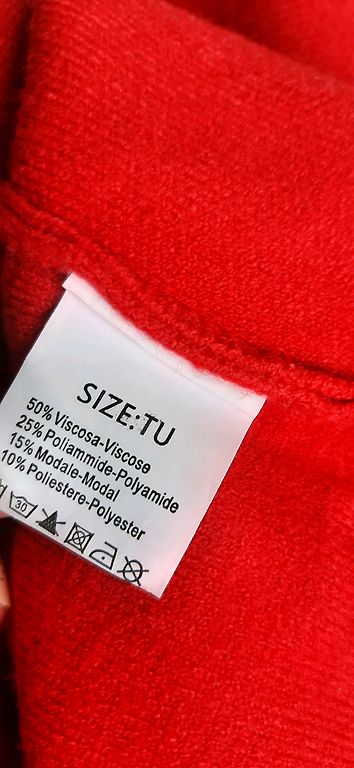 SIZE:TU
50% Viscosa-Viscose
25% Poliammide-Polyamide
15% Modale-Modal
10% Poliestere-Polyester
30